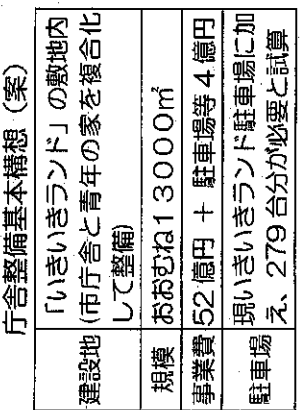 庁舎整備基本構想（案）
建設地
「いきいきランド」の敷地内
(市庁舎と青年の家を複合化
して整備)
規模
おおむね13000㎡
事業費
52億円 + 駐車場等4億円
駐車場
現いきいきランド駐車場に加
え、279台分が必要と試算